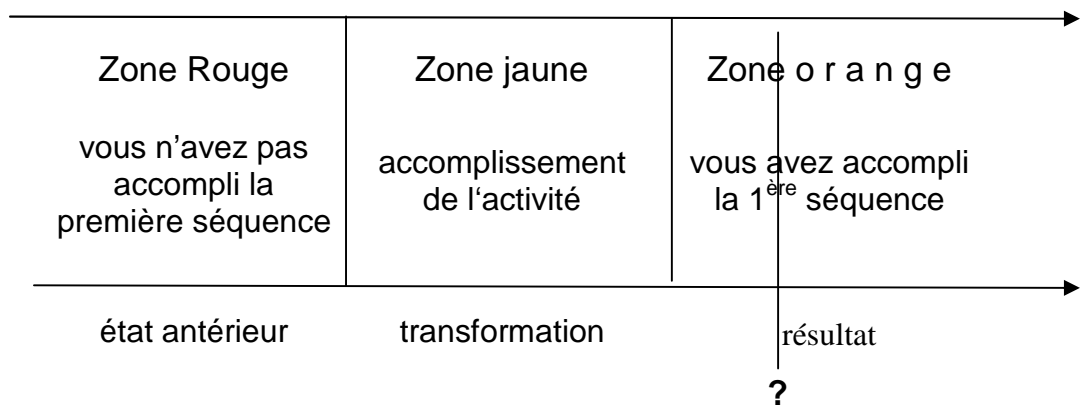 Zone Rouge
vous n’avez pas
accompli la
première séquence
Zone jaune
accomplissement
de l‘activité
Zone o r a n g e
vous avez accompli
la 1ère séquence
état antérieur
transformation
résultat
?